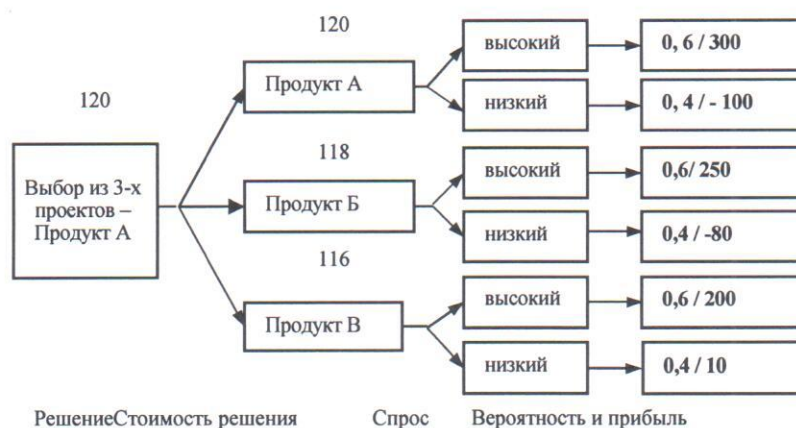 120
высокий
0, 6 / 300
Продукт А
120
низкий
0, 4 / - 100
118
высокий
0,6/ 250
Выбор из 3-х
проектов –
Продукт А
Продукт Б
низкий
0,4 / -80
116
высокий
0,6 / 200
Продукт В
низкий
0,4 / 10
РешениеСтоимость решения Спрос Вероятность и прибыль